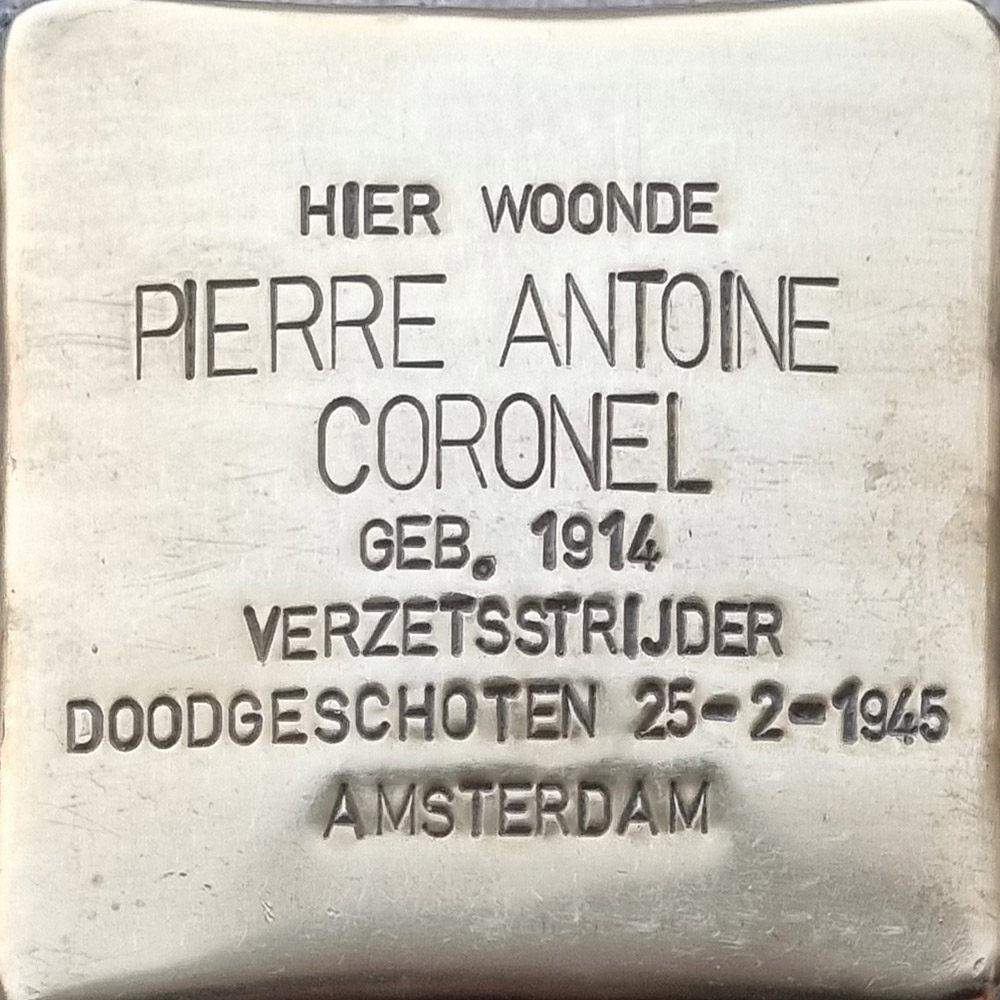 HIER WOONDE
PIERRE ANTOINE
CORONEL
GEB. 1914
VERZETSSTRIJDER
DOODGESCHOTEN 25-2-1945
AMSTERDAM